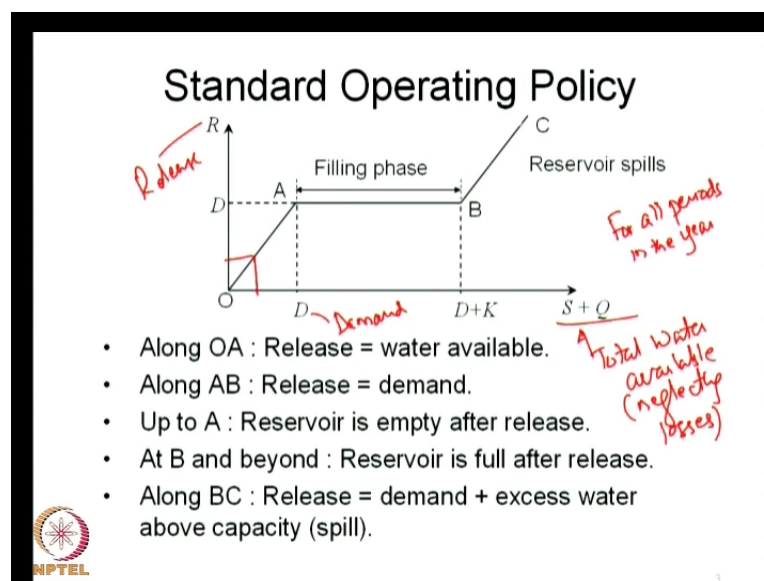 Standard Operating Policy
R
Release
C
Filling phase
Reservoir spills
A
D
B
For all periods
in the year
O
D
Demand
D+K
S + Q
Total water
available
(neglecting
losses)
• Along OA : Release = water available.
• Along AB : Release = demand.
• Up to A : Reservoir is empty after release.
• At B and beyond : Reservoir is full after release.
• Along BC : Release = demand + excess water
above capacity (spill).
NPTEL
3